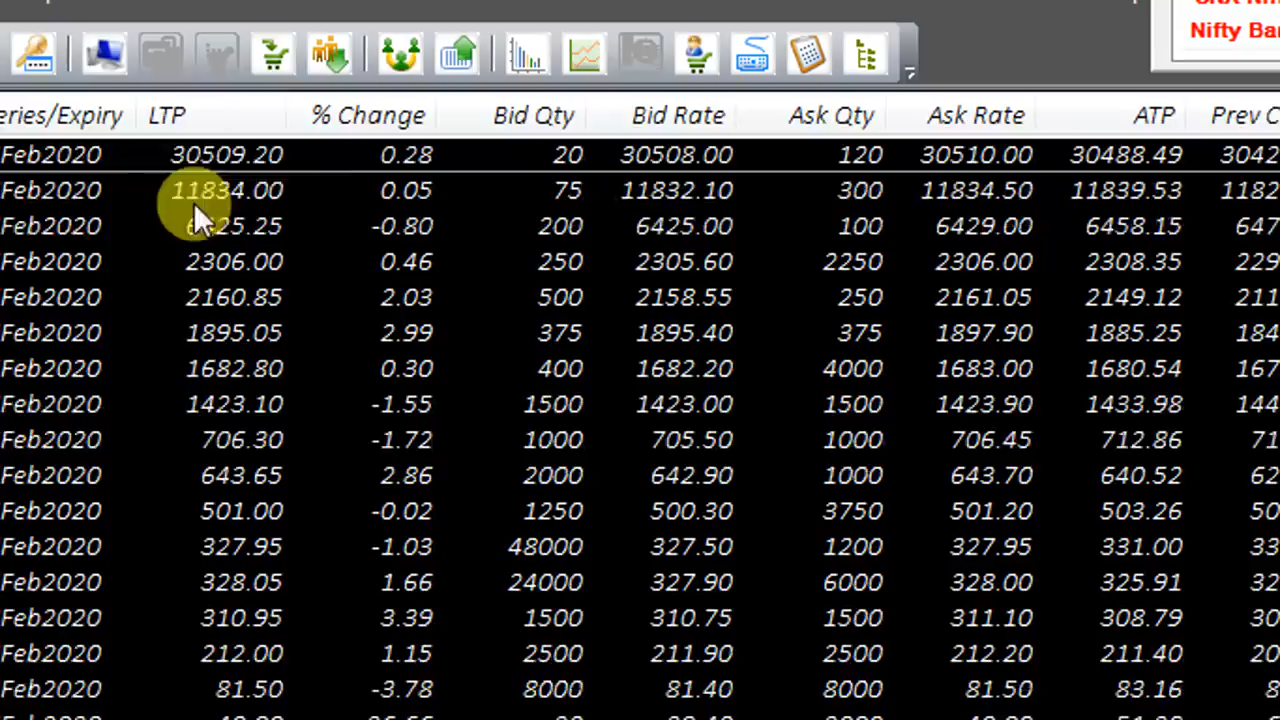 Nifty Ban
eries/Expiry LTP % Change Bid Qty Bid Rate Ask Qty Ask Rate ATP Prev C
Feb2020 30509.20 0.28 20 30508.00 120 30510.00 30488.49 3042
Feb2020 11834.00 0.05 75 11832.10 300 11834.50 11839.53 1182
Feb2020 6425.25 -0.80 200 6425.00 100 6429.00 6458.15 647
Feb2020 2306.00 0.46 250 2305.60 2250 2306.00 2308.35 229
Feb2020 2160.85 2.03 500 2158.55 250 2161.05 2149.12 211
Feb2020 1895.05 2.99 375 1895.40 375 1897.90 1885.25 184
Feb2020 1682.80 0.30 400 1682.20 4000 1683.00 1680.54 167
Feb2020 1423.10 -1.55 1500 1423.00 1500 1423.90 1433.98 144
Feb2020 706.30 -1.72 1000 705.50 1000 706.45 712.86 71
Feb2020 643.65 2.86 2000 642.90 1000 643.70 640.52 62
Feb2020 501.00 -0.02 1250 500.30 3750 501.20 503.26 50
Feb2020 327.95 -1.03 48000 327.50 1200 327.95 331.00 33
Feb2020 328.05 1.66 24000 327.90 6000 328.00 325.91 32
Feb2020 310.95 3.39 1500 310.75 1500 311.10 308.79 30
Feb2020 212.00 1.15 2500 211.90 2500 212.20 211.40 20
Feb2020 81.50 -3.78 8000 81.40 8000 81.50 83.16 8